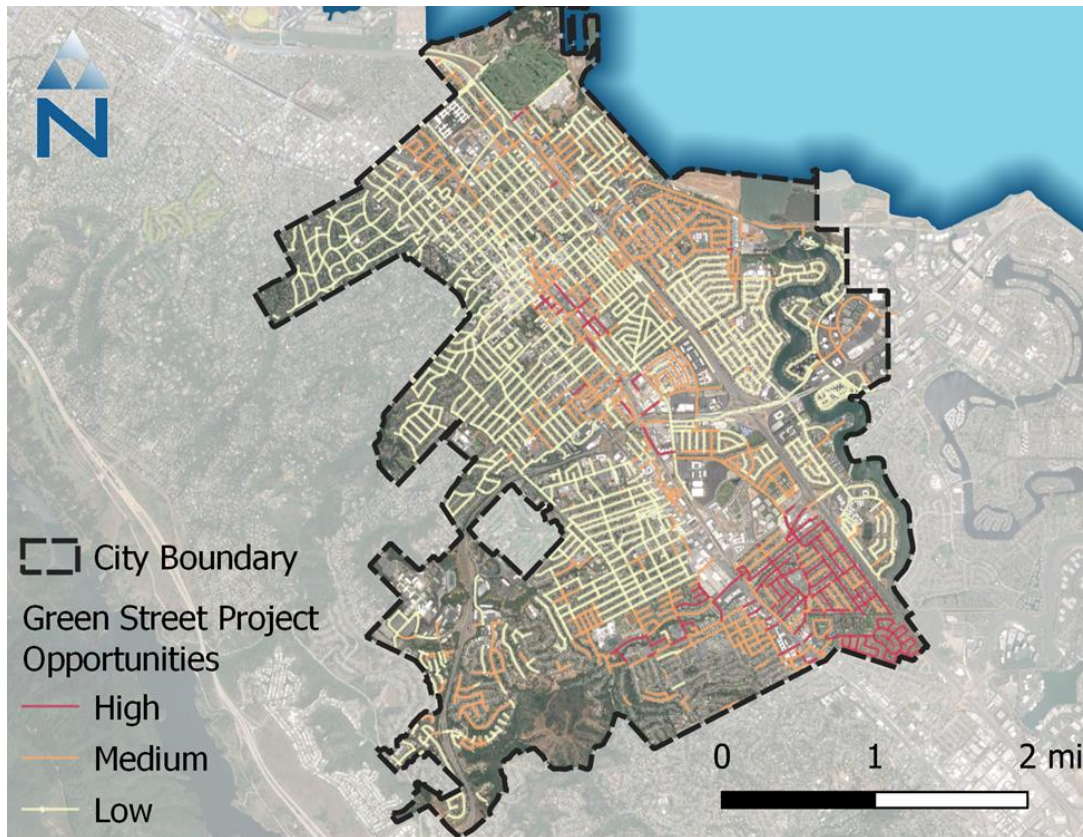 N
City Boundary
Green Street Project
Opportunities
High
Medium
Low
0 1 2 mi